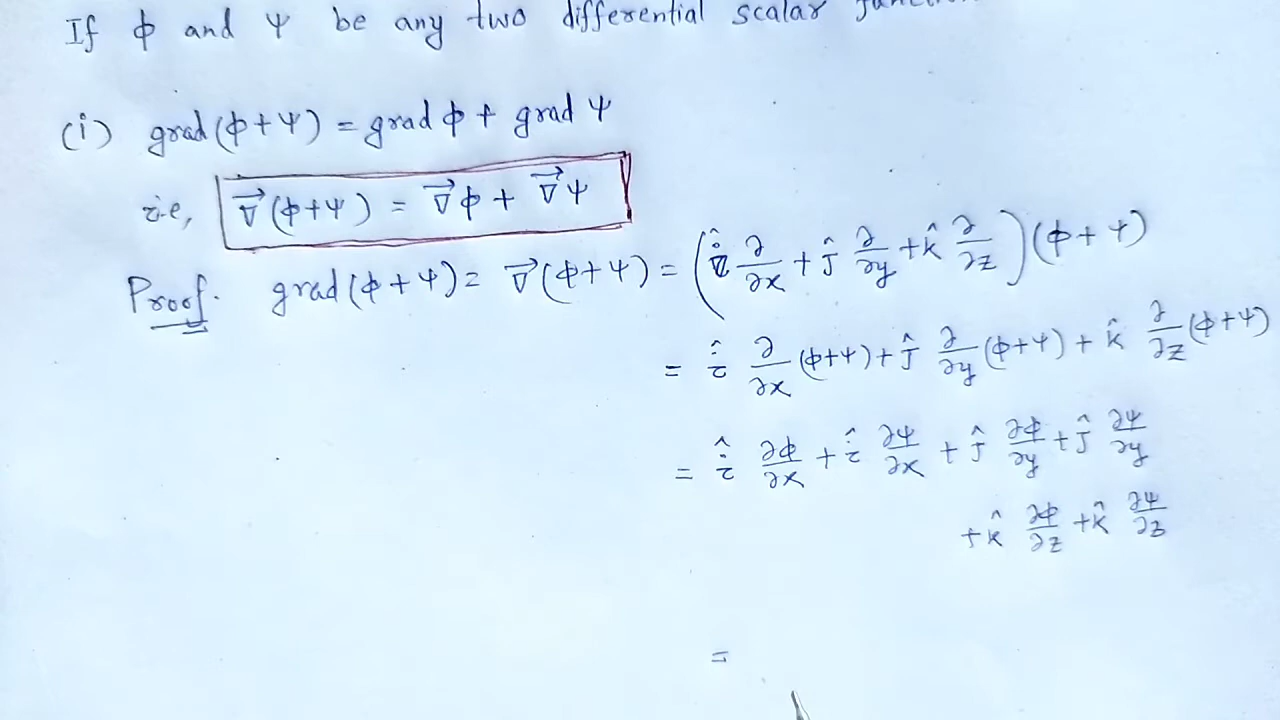 If ϕ and ψ be any two differential scalar
(i) grad(ϕ+ψ) = grad ϕ + grad ψ
i.e, ∇⃗(ϕ+ψ) = ∇⃗ϕ + ∇⃗ψ
Proof. grad(ϕ+ψ) = ∇⃗(ϕ+ψ) = (î ∂/∂x + ĵ ∂/∂y + k̂ ∂/∂z)(ϕ+ψ)
= î ∂/∂x (ϕ+ψ) + ĵ ∂/∂y (ϕ+ψ) + k̂ ∂/∂z (ϕ+ψ)
= î ∂ϕ/∂x + î ∂ψ/∂x + ĵ ∂ϕ/∂y + ĵ ∂ψ/∂y
+ k̂ ∂ϕ/∂z + k̂ ∂ψ/∂z
=